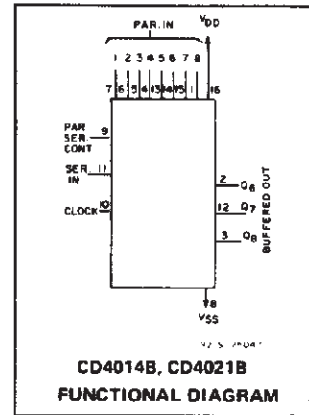 PAR. IN
VDD
1 2 3 4 5 6 7 8
7 6 5 4 13 14 15 1 16
PAR
SER.
CONT
9
SER.
IN
11
CLOCK
10
2 Q6
12 Q7
3 Q8
BUFFERED OUT
8
VSS
CD4014B, CD4021B
FUNCTIONAL DIAGRAM